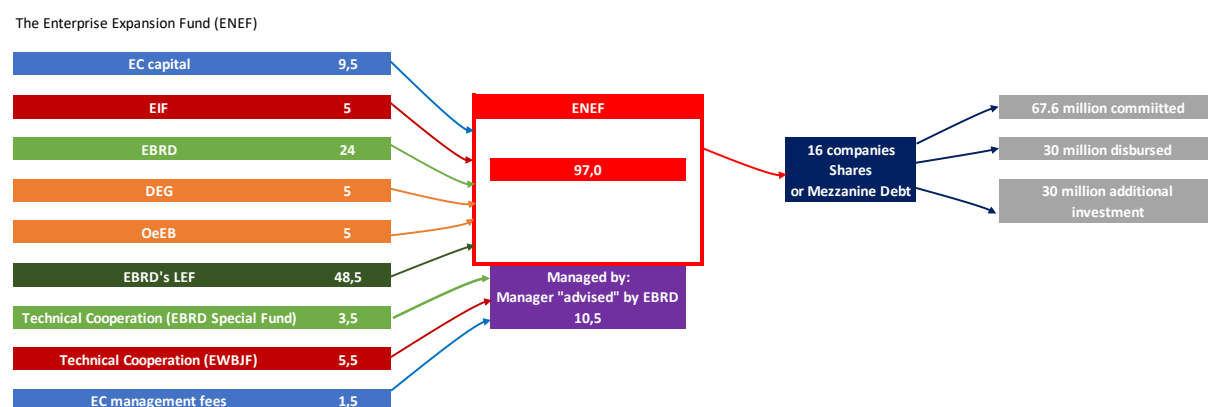 The Enterprise Expansion Fund (ENEF)
EC capital 9,5
EIF 5
EBRD 24
DEG 5
OeEB 5
EBRD's LEF 48,5
Technical Cooperation (EBRD Special Fund) 3,5
Technical Cooperation (EWBJF) 5,5
EC management fees 1,5
ENEF
97,0
Managed by:
Manager "advised" by EBRD
10,5
16 companies
Shares
or Mezzanine Debt
67.6 million commiitted
30 million disbursed
30 million additional
investment